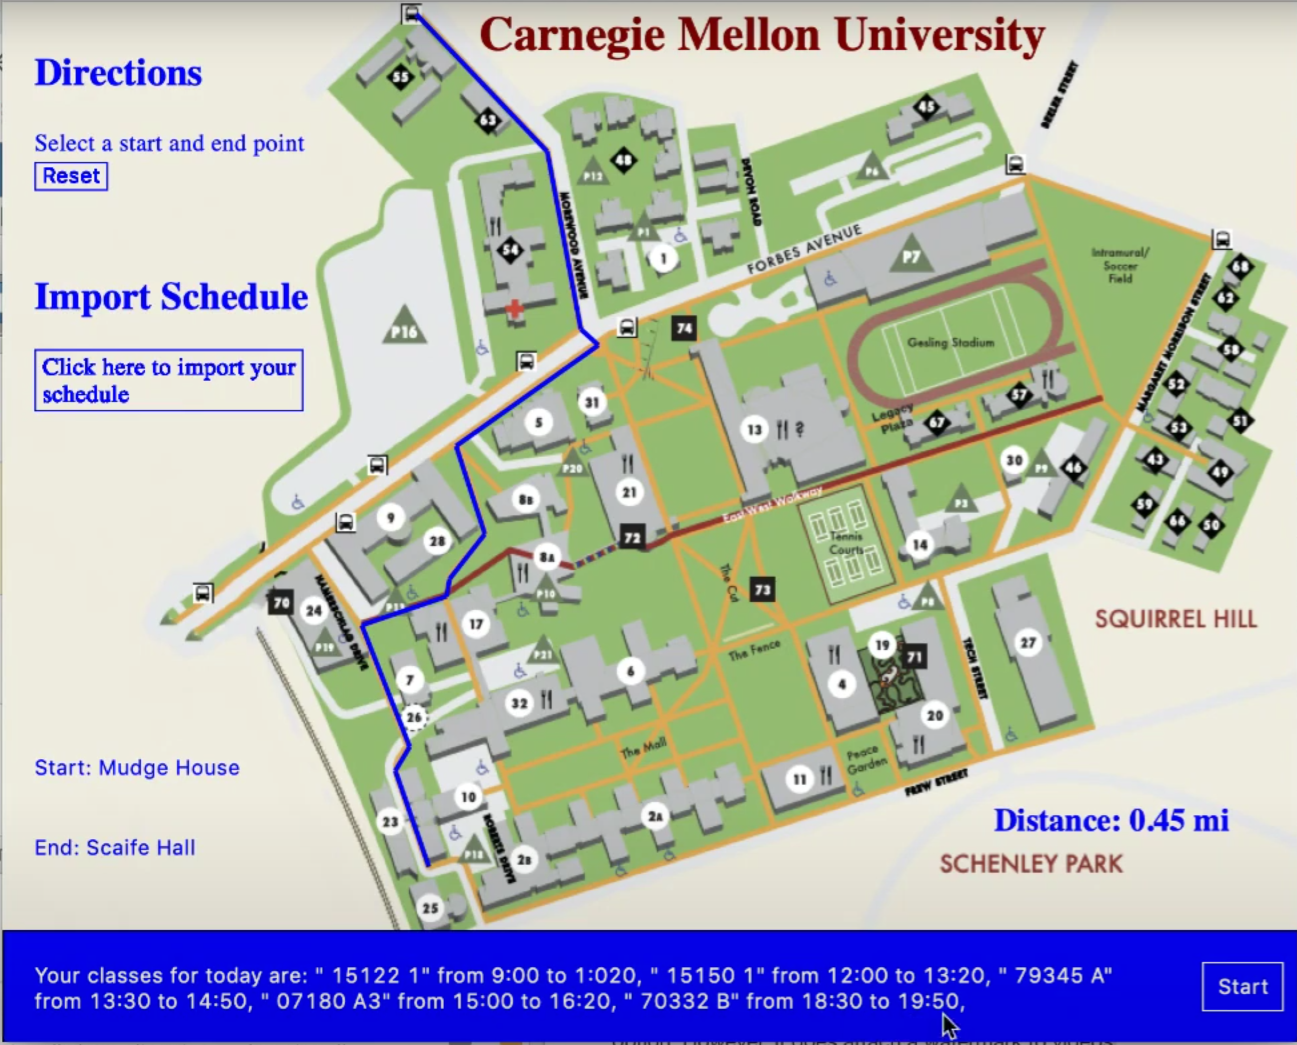 Carnegie Mellon University
Directions
Select a start and end point
Reset
Import Schedule
Click here to import your
schedule
55
63
45
48
P12
P6
DEVON ROAD
BEELER STREET
MOREWOOD AVENUE
54
P1
1
FORBES AVENUE
P7
Intramural/
Soccer
Field
68
62
58
52
51
53
MARGARET MORRISON STREET
P16
74
Gesling Stadium
57
67
Legacy
Plaza
31
5
13
30
P9
46
43
49
59
66
50
P20
21
8B
9
28
East West Walkway
P3
72
8A
Tennis
Courts
14
The Cut
73
P10
P13
70
24
HAMERSCHLAG DRIVE
P19
17
P8
SQUIRREL HILL
The Fence
P21
6
19
71
27
TECH STREET
7
26
32
4
20
The Mall
Peace
Garden
11
FREW STREET
10
23
2A
ROBERTS DRIVE
P18
2B
25
Start: Mudge House
End: Scaife Hall
Distance: 0.45 mi
SCHENLEY PARK
Your classes for today are: " 15122 1" from 9:00 to 1:020, " 15150 1" from 12:00 to 13:20, " 79345 A"
from 13:30 to 14:50, " 07180 A3" from 15:00 to 16:20, " 70332 B" from 18:30 to 19:50,
Start